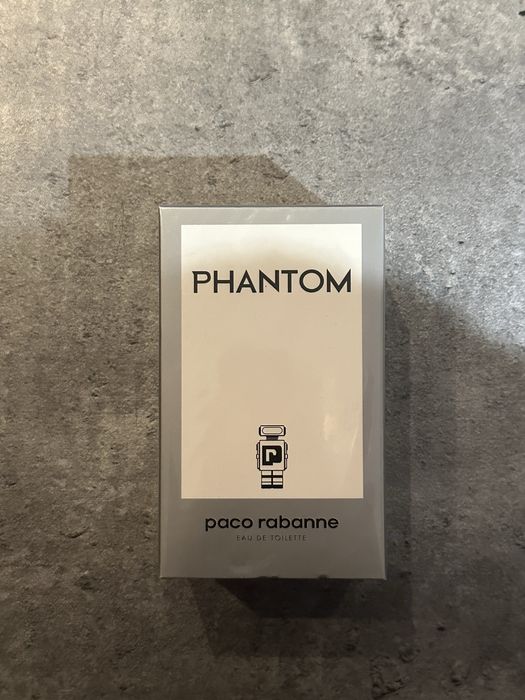 PHANTOM
P
paco rabanne
EAU DE TOILETTE